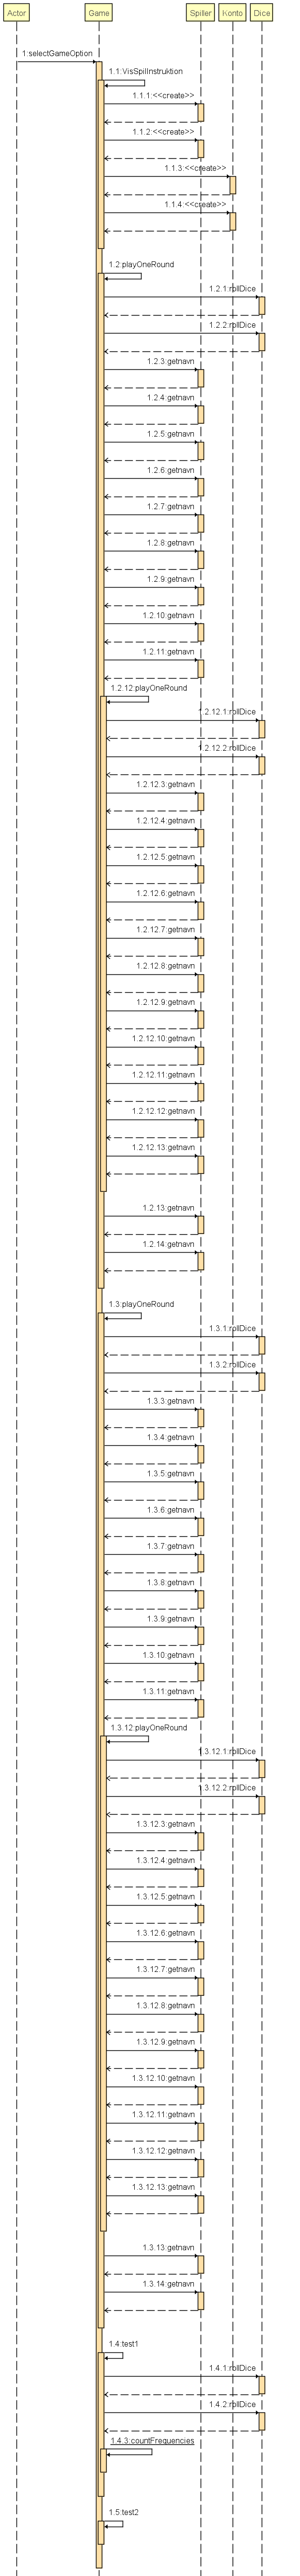 Actor Game Spiller Konto Dice
1:selectGameOption
1.1:VisSpilInstruktion
1.1.1:<<create>>
1.1.2:<<create>>
1.1.3:<<create>>
1.1.4:<<create>>
1.2:playOneRound
1.2.1:rollDice
1.2.2:rollDice
1.2.3:getnavn
1.2.4:getnavn
1.2.5:getnavn
1.2.6:getnavn
1.2.7:getnavn
1.2.8:getnavn
1.2.9:getnavn
1.2.10:getnavn
1.2.11:getnavn
1.2.12:playOneRound
1.2.12.1:rollDice
1.2.12.2:rollDice
1.2.12.3:getnavn
1.2.12.4:getnavn
1.2.12.5:getnavn
1.2.12.6:getnavn
1.2.12.7:getnavn
1.2.12.8:getnavn
1.2.12.9:getnavn
1.2.12.10:getnavn
1.2.12.11:getnavn
1.2.12.12:getnavn
1.2.12.13:getnavn
1.2.13:getnavn
1.2.14:getnavn
1.3:playOneRound
1.3.1:rollDice
1.3.2:rollDice
1.3.3:getnavn
1.3.4:getnavn
1.3.5:getnavn
1.3.6:getnavn
1.3.7:getnavn
1.3.8:getnavn
1.3.9:getnavn
1.3.10:getnavn
1.3.11:getnavn
1.3.12:playOneRound
1.3.12.1:rollDice
1.3.12.2:rollDice
1.3.12.3:getnavn
1.3.12.4:getnavn
1.3.12.5:getnavn
1.3.12.6:getnavn
1.3.12.7:getnavn
1.3.12.8:getnavn
1.3.12.9:getnavn
1.3.12.10:getnavn
1.3.12.11:getnavn
1.3.12.12:getnavn
1.3.12.13:getnavn
1.3.13:getnavn
1.3.14:getnavn
1.4:test1
1.4.1:rollDice
1.4.2:rollDice
1.4.3:countFrequencies
1.5:test2